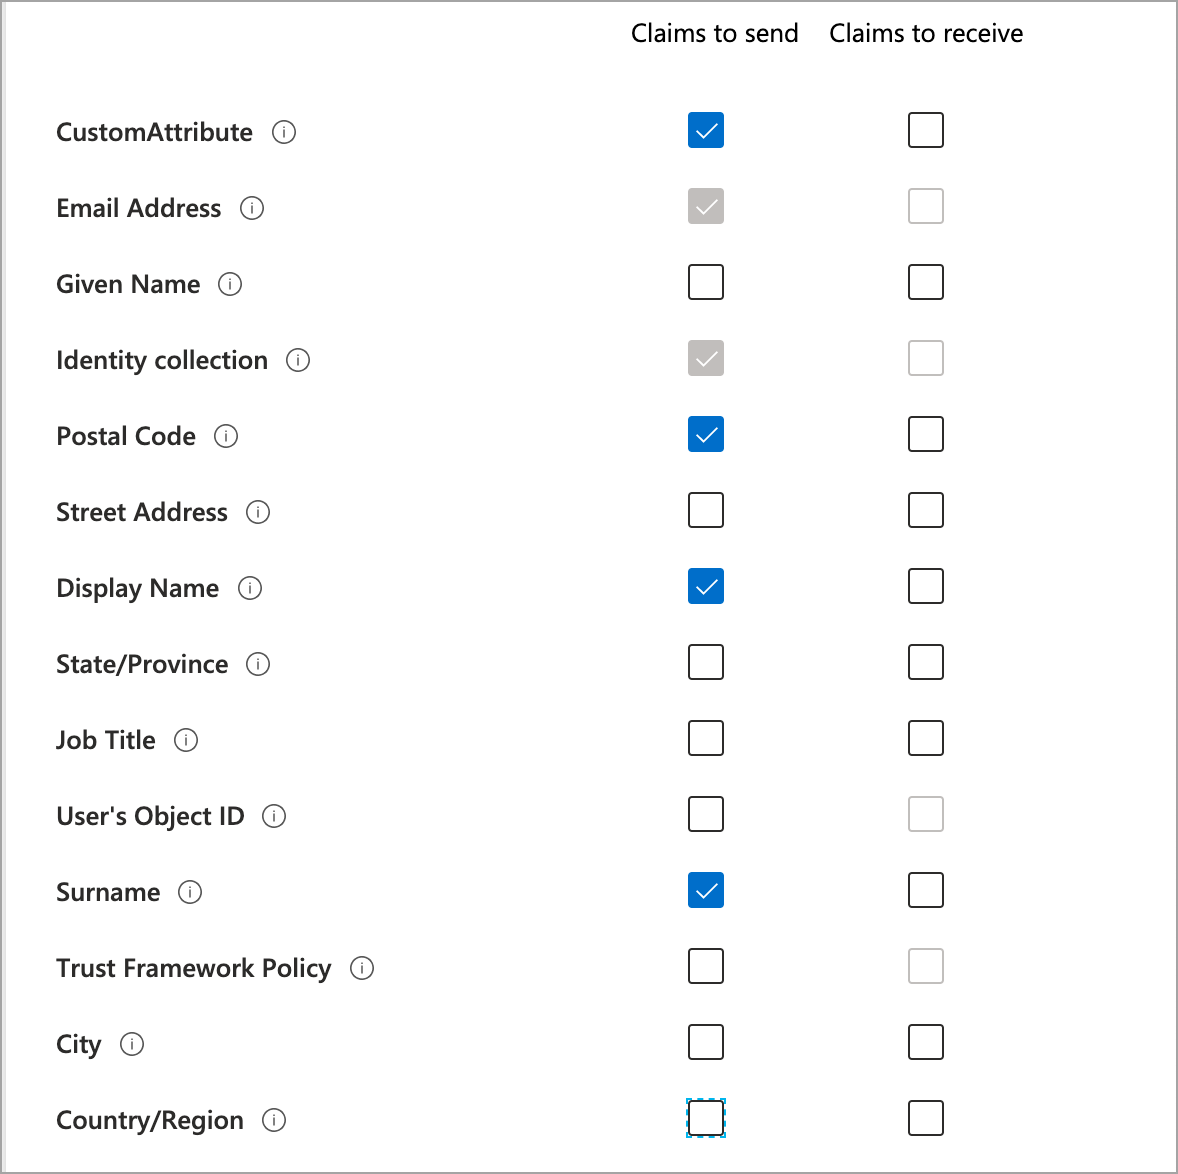 Claims to send Claims to receive
CustomAttribute
Email Address
Given Name
Identity collection
Postal Code
Street Address
Display Name
State/Province
Job Title
User's Object ID
Surname
Trust Framework Policy
City
Country/Region